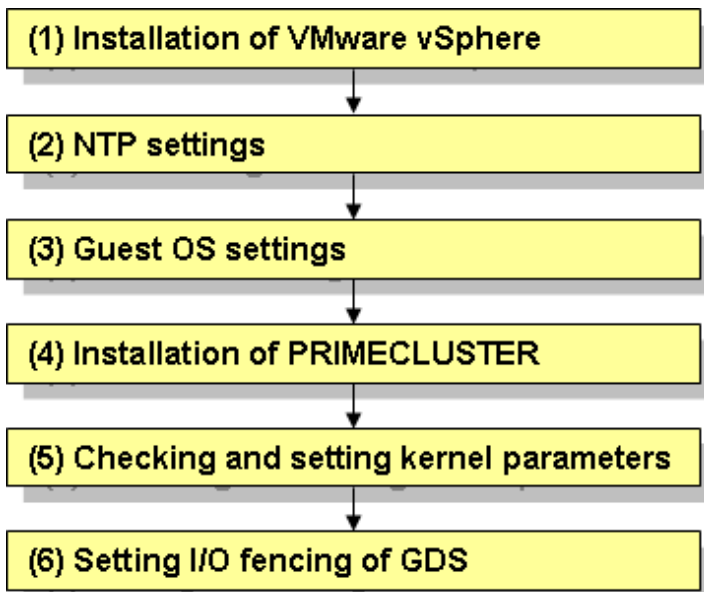 (1) Installation of VMware vSphere
(2) NTP settings
(3) Guest OS settings
(4) Installation of PRIMECLUSTER
(5) Checking and setting kernel parameters
(6) Setting I/O fencing of GDS